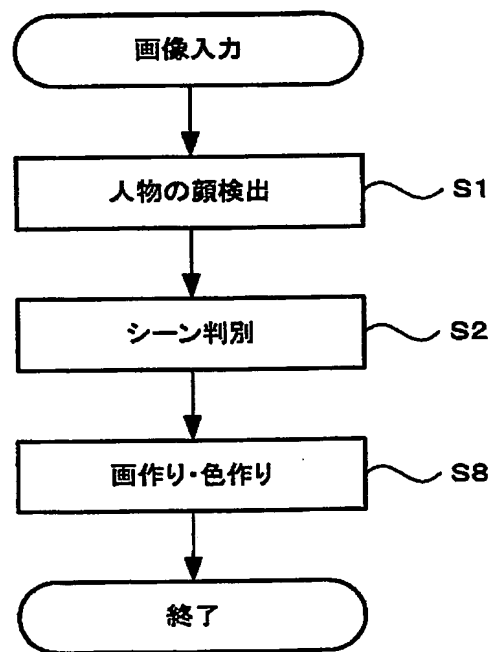 画像入力
人物の顔検出
S1
シーン判別
S2
画作り・色作り
S8
終了